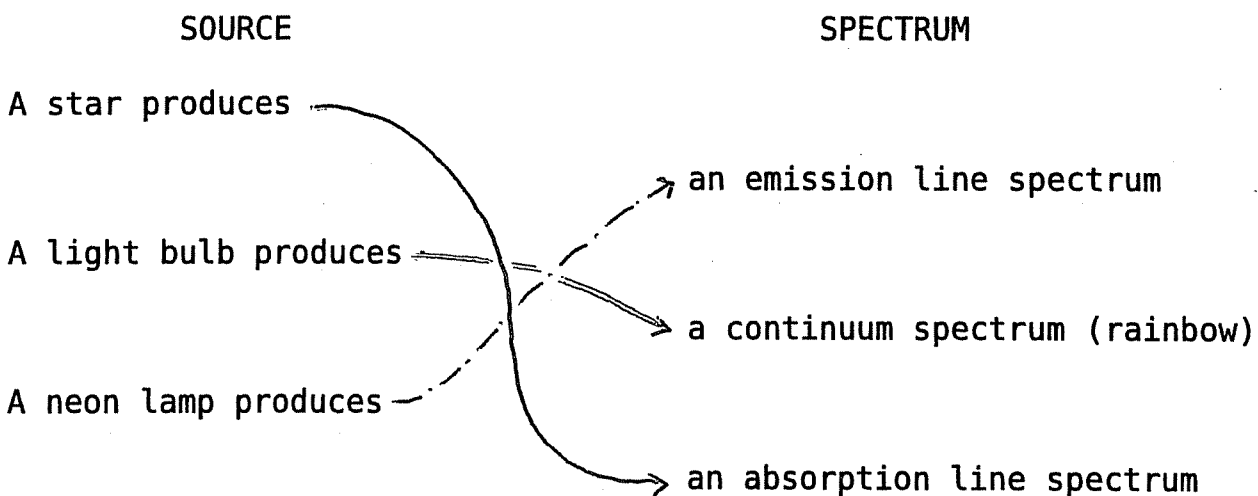 SOURCE SPECTRUM
A star produces
an emission line spectrum
A light bulb produces
a continuum spectrum (rainbow)
A neon lamp produces
an absorption line spectrum